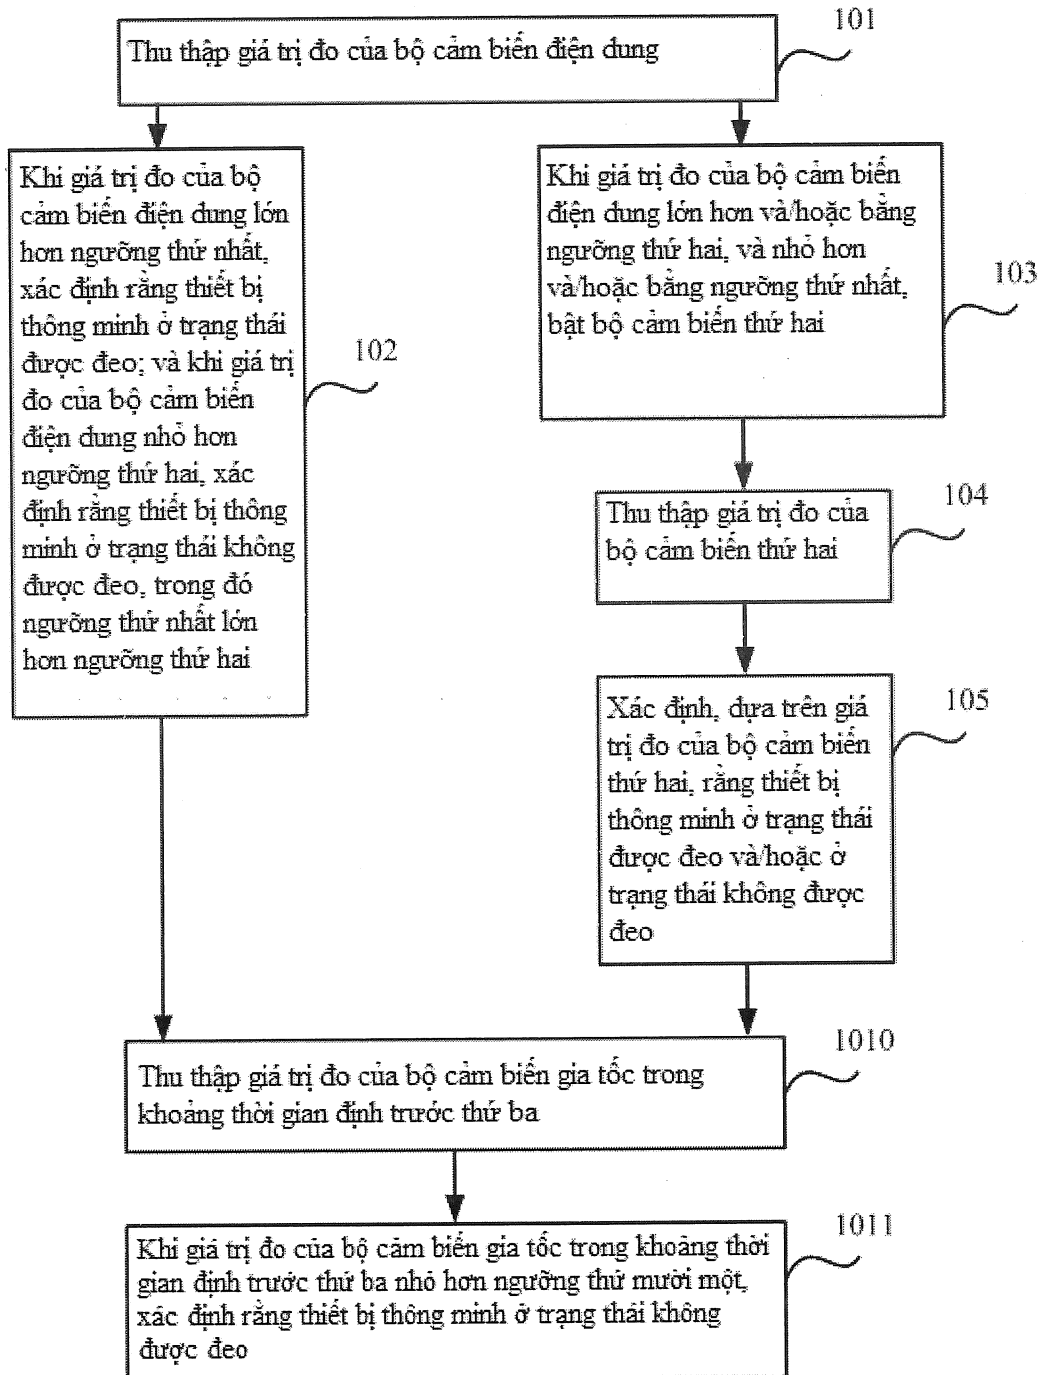 101
Thu thập giá trị đo của bộ cảm biến điện dung
Khi giá trị đo của bộ
cảm biến điện dung lớn
hơn ngưỡng thứ nhất,
xác định rằng thiết bị
thông minh ở trạng thái
được đeo; và khi giá trị
đo của bộ cảm biến
điện dung nhỏ hơn
ngưỡng thứ hai, xác
định rằng thiết bị thông
minh ở trạng thái không
được đeo, trong đó
ngưỡng thứ nhất lớn
hơn ngưỡng thứ hai
102
Khi giá trị đo của bộ cảm biến
điện dung lớn hơn và/hoặc bằng
ngưỡng thứ hai, và nhỏ hơn
và/hoặc bằng ngưỡng thứ nhất,
bật bộ cảm biến thứ hai
103
Thu thập giá trị đo của
bộ cảm biến thứ hai
104
Xác định, dựa trên giá
trị đo của bộ cảm biến
thứ hai, rằng thiết bị
thông minh ở trạng thái
được đeo và/hoặc ở
trạng thái không được
đeo
105
Thu thập giá trị đo của bộ cảm biến gia tốc trong
khoảng thời gian định trước thứ ba
1010
Khi giá trị đo của bộ cảm biến gia tốc trong khoảng thời
gian định trước thứ ba nhỏ hơn ngưỡng thứ mười một,
xác định rằng thiết bị thông minh ở trạng thái không
được đeo
1011